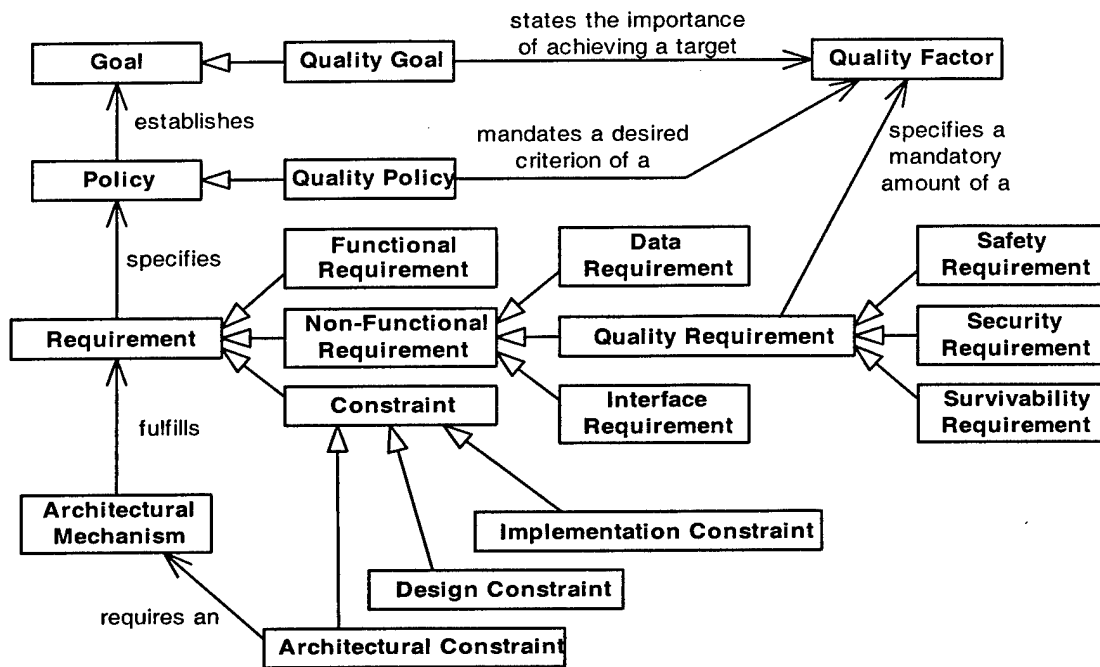 states the importance
of achieving a target
Goal
Quality Goal
Quality Factor
establishes
mandates a desired
criterion of a
specifies a
mandatory
amount of a
Policy
Quality Policy
specifies
Functional
Requirement
Data
Requirement
Safety
Requirement
Requirement
Non-Functional
Requirement
Quality Requirement
Security
Requirement
Constraint
Interface
Requirement
Survivability
Requirement
fulfills
Architectural
Mechanism
Implementation Constraint
Design Constraint
requires an
Architectural Constraint